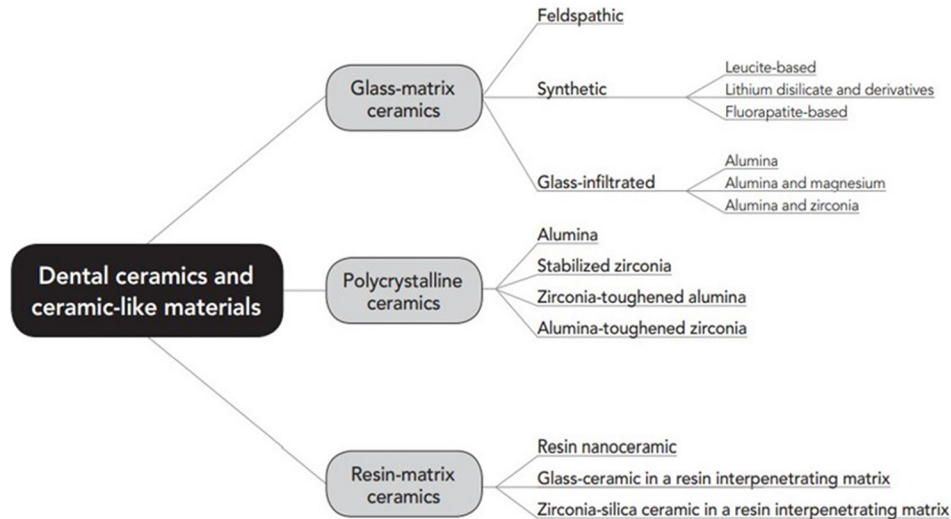 Dental ceramics and
ceramic-like materials
Glass-matrix
ceramics
Feldspathic
Synthetic
Leucite-based
Lithium disilicate and derivatives
Fluorapatite-based
Glass-infiltrated
Alumina
Alumina and magnesium
Alumina and zirconia
Polycrystalline
ceramics
Alumina
Stabilized zirconia
Zirconia-toughened alumina
Alumina-toughened zirconia
Resin-matrix
ceramics
Resin nanoceramic
Glass-ceramic in a resin interpenetrating matrix
Zirconia-silica ceramic in a resin interpenetrating matrix